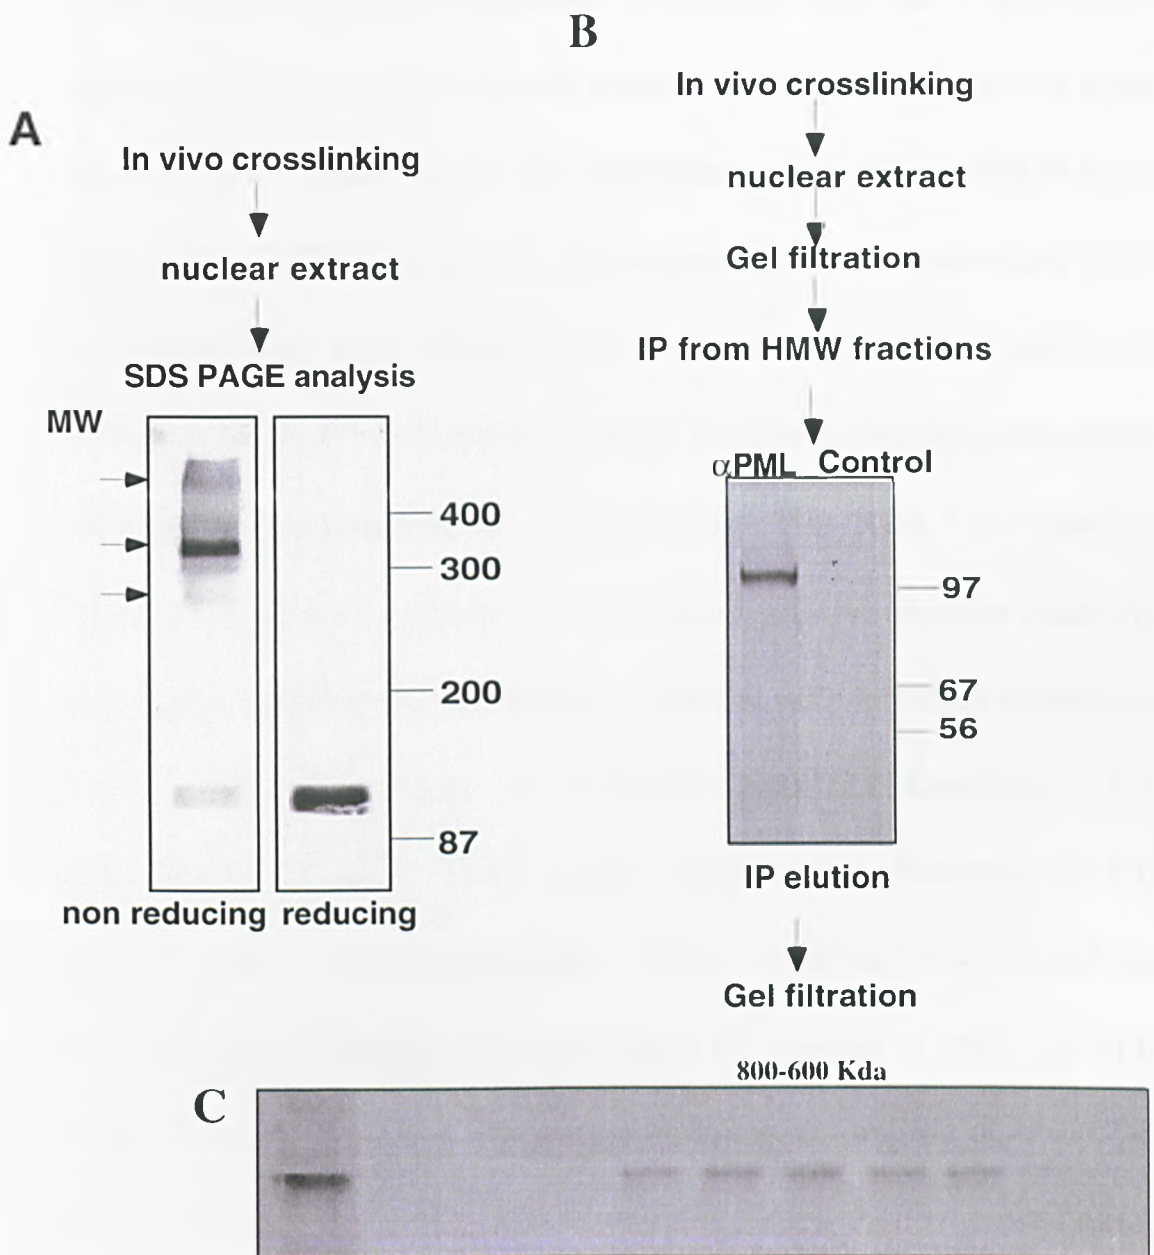 A
In vivo crosslinking
nuclear extract
SDS PAGE analysis
MW
400
300
200
87
non reducing reducing
B
In vivo crosslinking
nuclear extract
Gel filtration
IP from HMW fractions
αPML Control
97
67
56
IP elution
Gel filtration
800-600 Kda
C